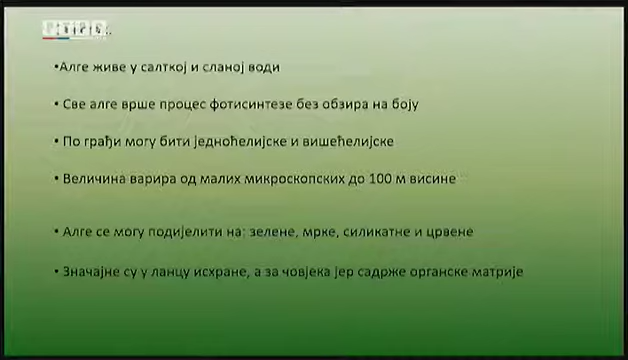 •Алге живе у салткој и сланој води
• Све алге врше процес фотисинтезе без обзира на боју
• По грађи могу бити једноћелијске и вишећелијске
• Величина варира од малих микроскопских до 100 м висине
• Алге се могу подијелити на: зелене, мрке, силикатне и црвене
• Значајне су у ланцу исхране, а за човјека јер садрже органске матрије